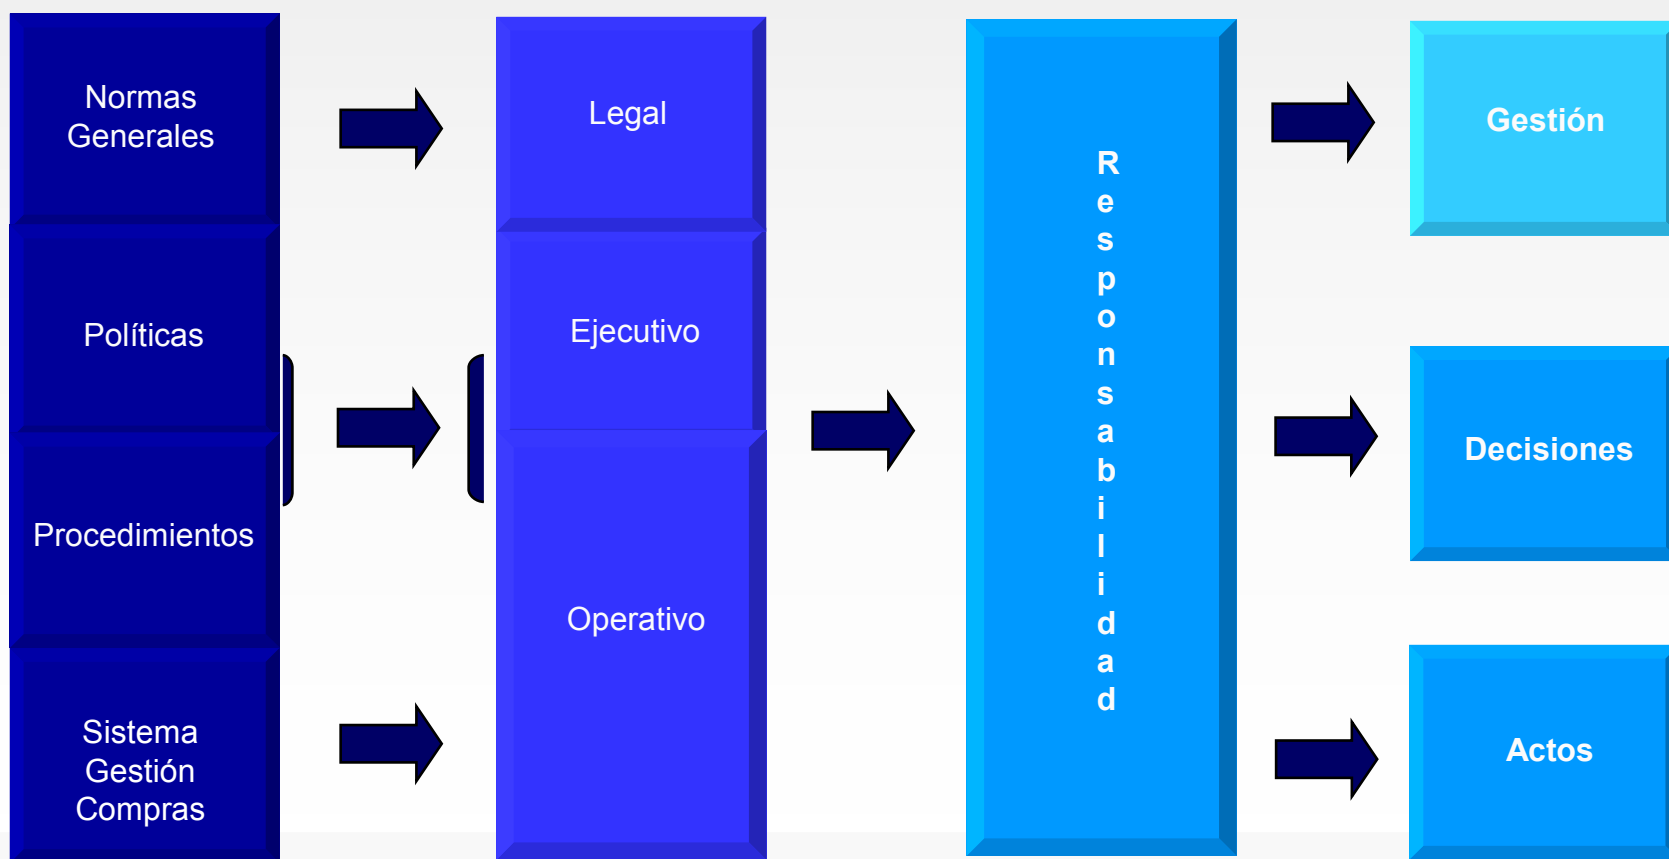 Normas
Generales
Políticas
Procedimientos
Sistema
Gestión
Compras
Legal
Ejecutivo
Operativo
R
e
s
p
o
n
s
a
b
i
l
i
d
a
d
Gestión
Decisiones
Actos